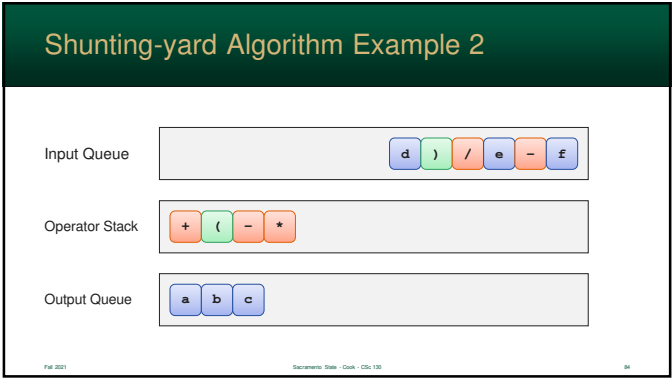 Shunting-yard Algorithm Example 2
Input Queue d ) / e – f
Operator Stack + ( – *
Output Queue a b c
Fall 2021 Sacramento State - Cook - CSc 130 84